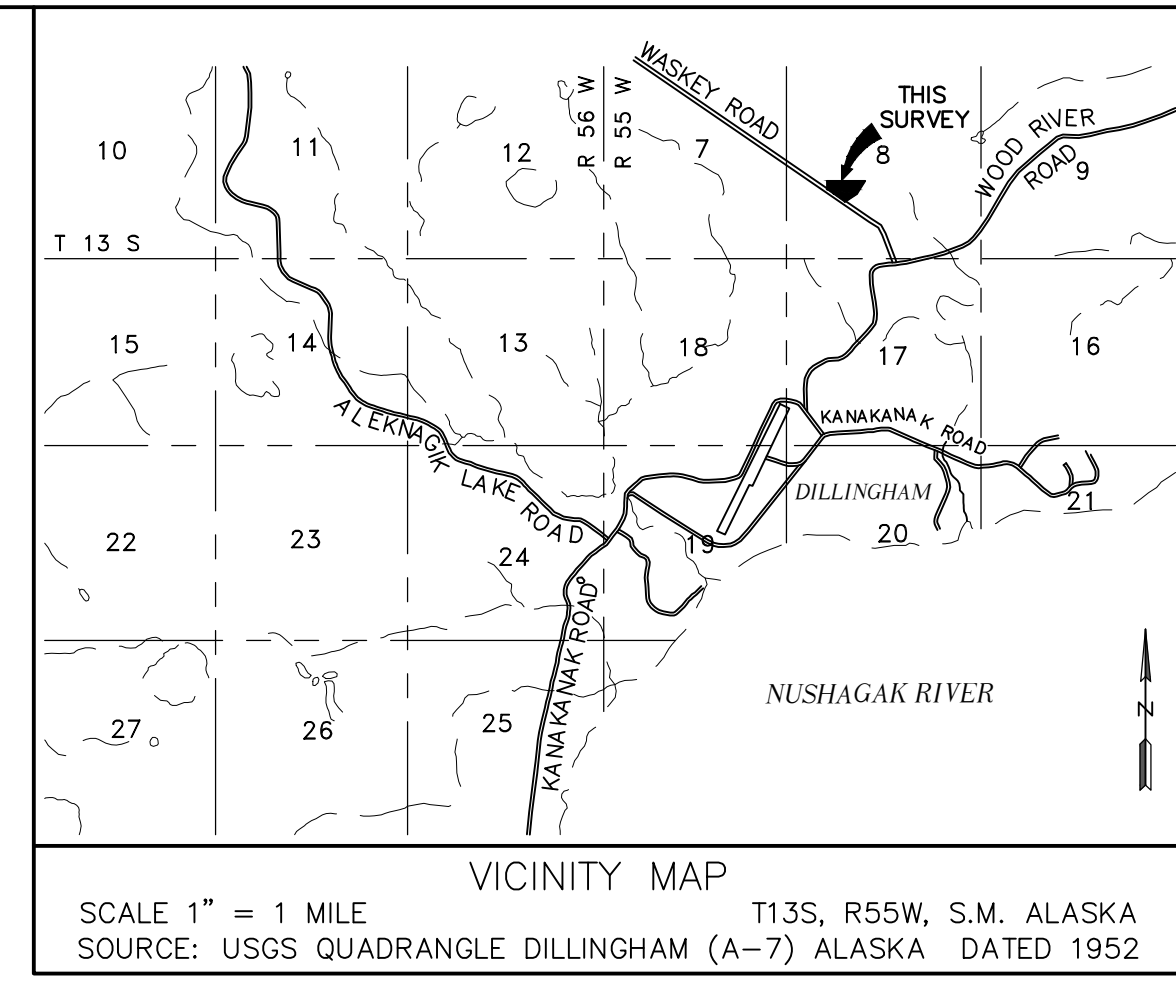 WASKEY ROAD
THIS
SURVEY
WOOD RIVER
ROAD
R 56 W
R 55 W
10
11
12
7
8
9
T 13 S
15
14
13
18
17
16
ALEKNAGIK LAKE ROAD
KANAKANAK ROAD
DILLINGHAM
22
23
24
19
20
21
KANAKANAK ROAD
27
26
25
NUSHAGAK RIVER
N
VICINITY MAP
SCALE 1” = 1 MILE
T13S, R55W, S.M. ALASKA
SOURCE: USGS QUADRANGLE DILLINGHAM (A-7) ALASKA DATED 1952